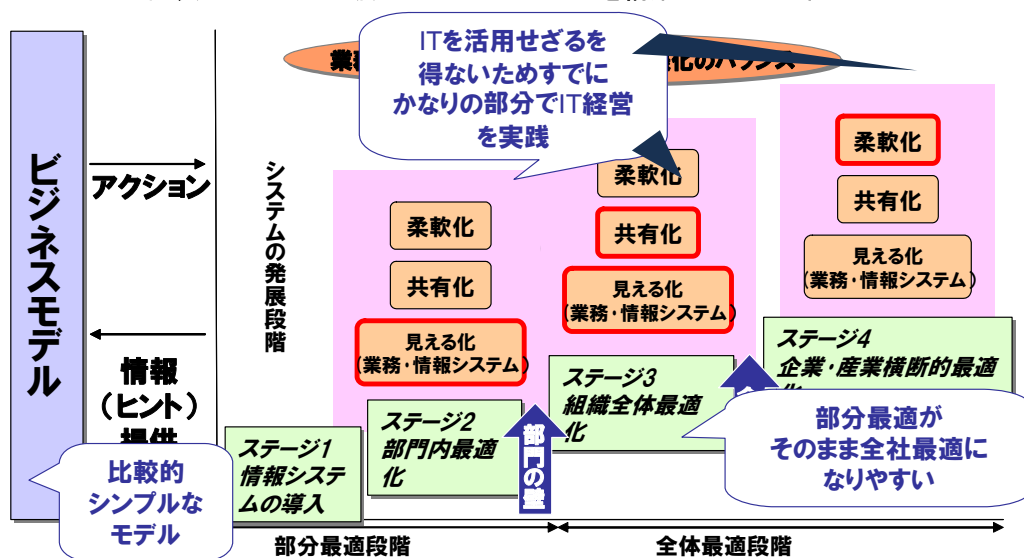 業務
化のバランス
ITを活用せざるを
得ないためすでに
かなりの部分でIT経営
を実践
ビジネスモデル
アクション
情報
（ヒント）
提供
システムの発展段階
柔軟化
共有化
見える化
(業務・情報システム)
柔軟化
共有化
見える化
(業務・情報システム)
柔軟化
共有化
見える化
(業務・情報システム)
ステージ1
情報システ
ムの導入
ステージ2
部門内最適
化
部門の壁
ステージ3
組織全体最適
化
ステージ4
企業・産業横断的最適
比較的
シンプルな
モデル
部分最適が
そのまま全社最適に
なりやすい
部分最適段階
全体最適段階